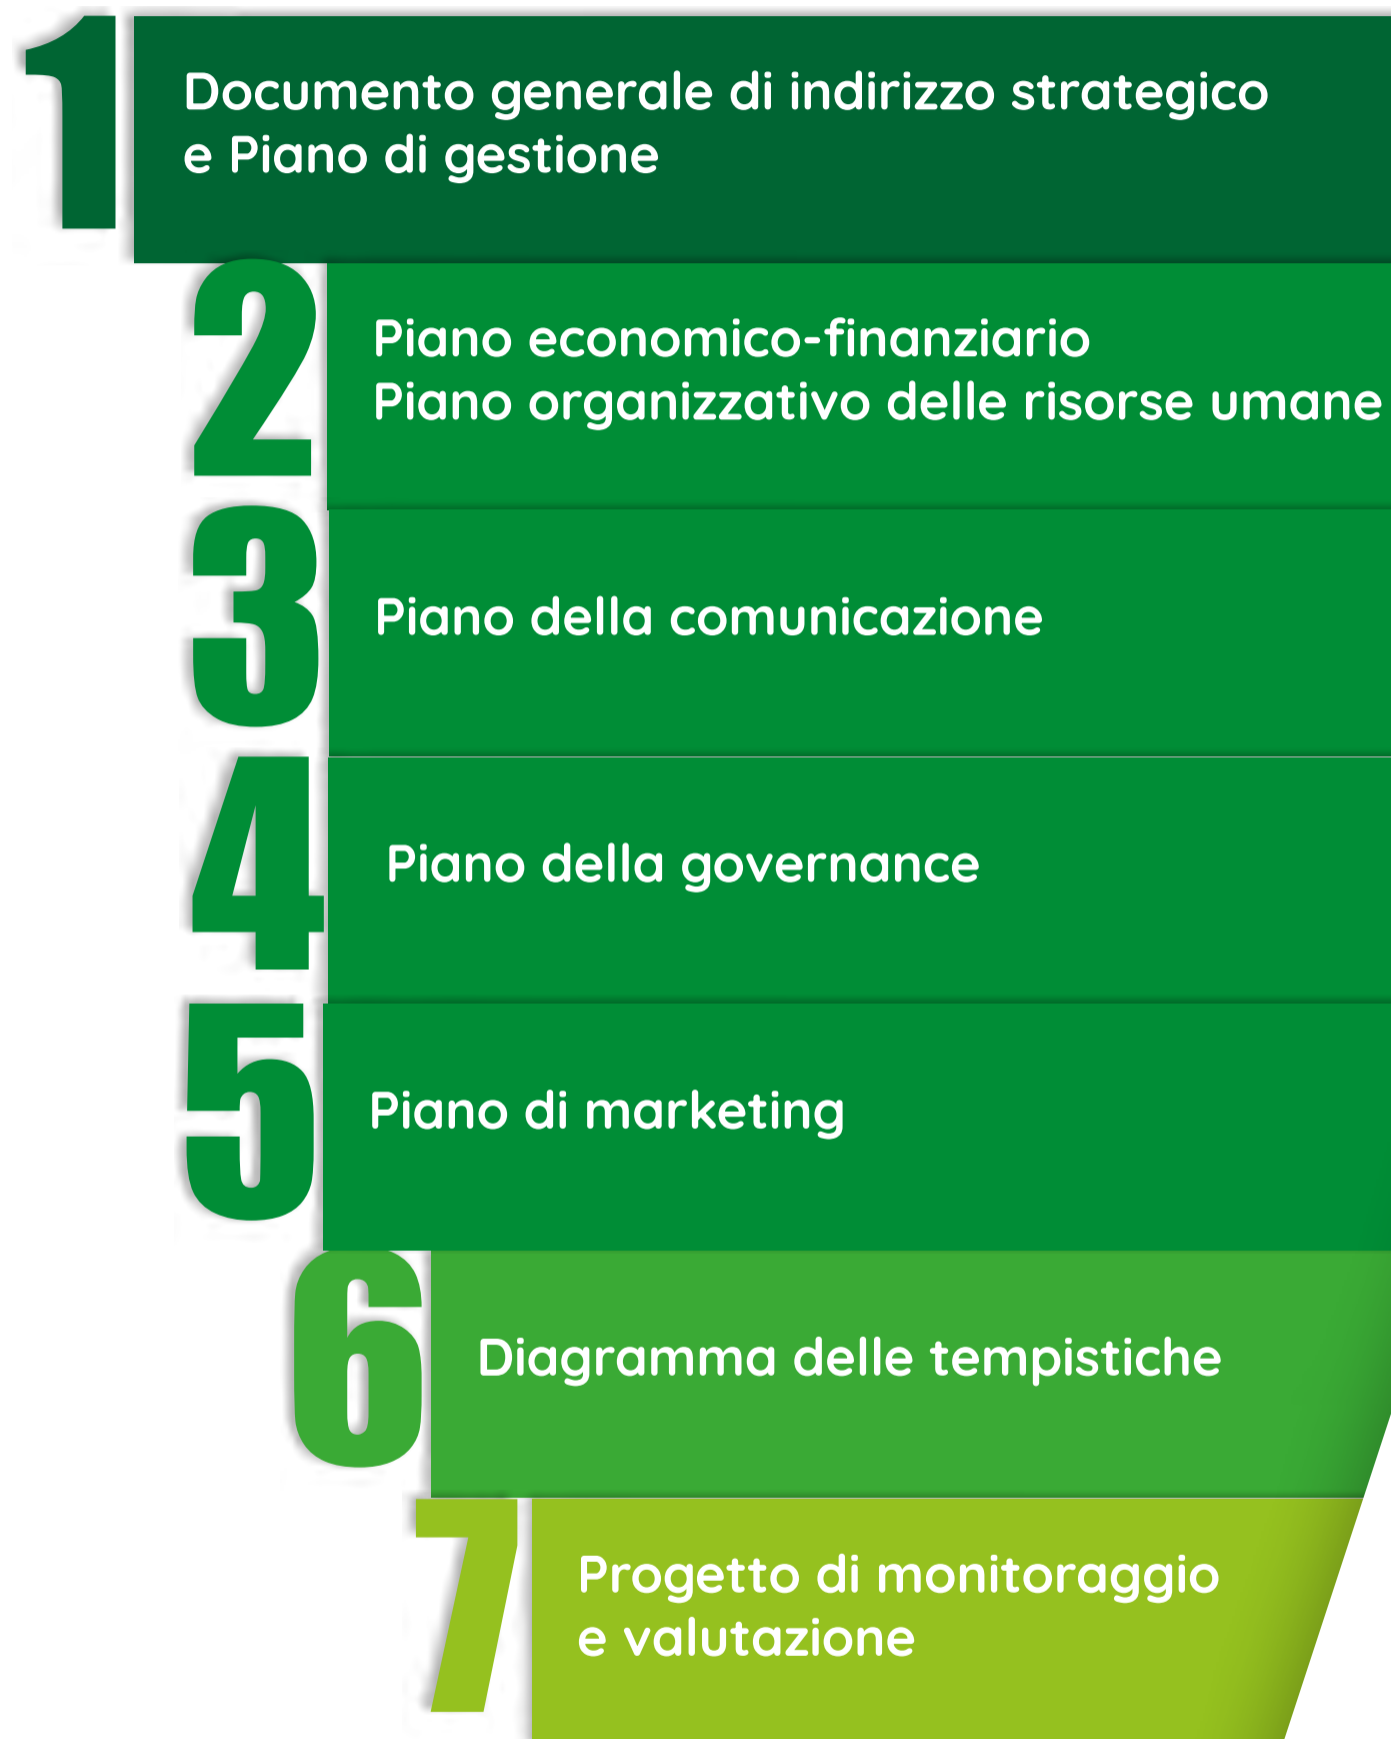 1
Documento generale di indirizzo strategico
e Piano di gestione
2
Piano economico-finanziario
Piano organizzativo delle risorse umane
3
Piano della comunicazione
4
Piano della governance
5
Piano di marketing
6
Diagramma delle tempistiche
7
Progetto di monitoraggio
e valutazione